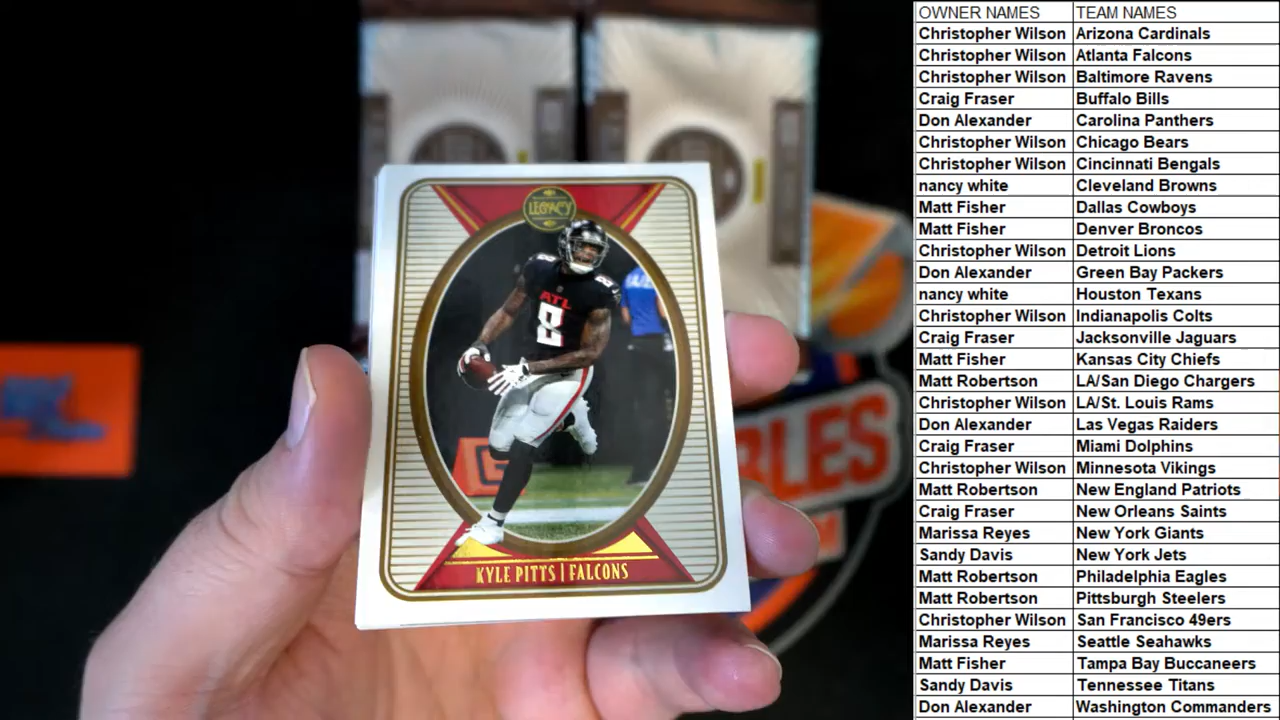 LEGACY
ATL
8
8
KYLE PITTS | FALCONS
BLES
OWNER NAMES TEAM NAMES
Christopher Wilson Arizona Cardinals
Christopher Wilson Atlanta Falcons
Christopher Wilson Baltimore Ravens
Craig Fraser Buffalo Bills
Don Alexander Carolina Panthers
Christopher Wilson Chicago Bears
Christopher Wilson Cincinnati Bengals
nancy white Cleveland Browns
Matt Fisher Dallas Cowboys
Matt Fisher Denver Broncos
Christopher Wilson Detroit Lions
Don Alexander Green Bay Packers
nancy white Houston Texans
Christopher Wilson Indianapolis Colts
Craig Fraser Jacksonville Jaguars
Matt Fisher Kansas City Chiefs
Matt Robertson LA/San Diego Chargers
Christopher Wilson LA/St. Louis Rams
Don Alexander Las Vegas Raiders
Craig Fraser Miami Dolphins
Christopher Wilson Minnesota Vikings
Matt Robertson New England Patriots
Craig Fraser New Orleans Saints
Marissa Reyes New York Giants
Sandy Davis New York Jets
Matt Robertson Philadelphia Eagles
Matt Robertson Pittsburgh Steelers
Christopher Wilson San Francisco 49ers
Marissa Reyes Seattle Seahawks
Matt Fisher Tampa Bay Buccaneers
Sandy Davis Tennessee Titans
Don Alexander Washington Commanders